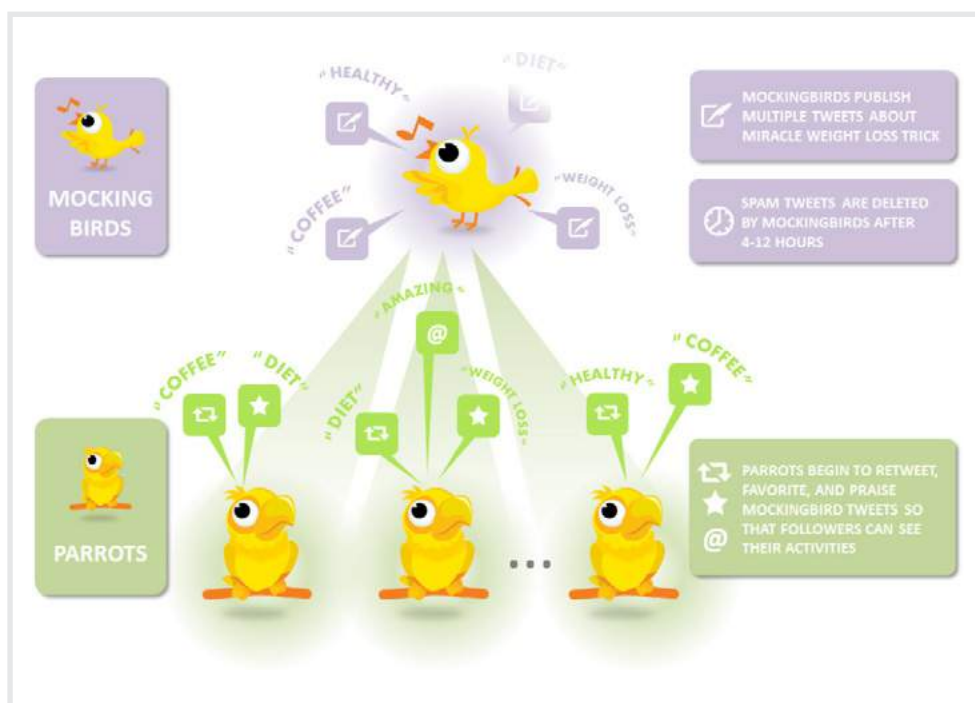 "HEALTHY"
"DIET"
MOCKING
BIRDS
"COFFEE"
"WEIGHT LOSS"
MOCKINGBIRDS PUBLISH
MULTIPLE TWEETS ABOUT
MIRACLE WEIGHT LOSS TRICK
SPAM TWEETS ARE DELETED
BY MOCKINGBIRDS AFTER
4-12 HOURS
"AMAZING"
@
"COFFEE"
"DIET"
"DIET"
"WEIGHT LOSS"
"HEALTHY"
"COFFEE"
PARROTS
...
PARROTS BEGIN TO RETWEET,
FAVORITE, AND PRAISE
MOCKINGBIRD TWEETS SO
@ THAT FOLLOWERS CAN SEE
THEIR ACTIVITIES